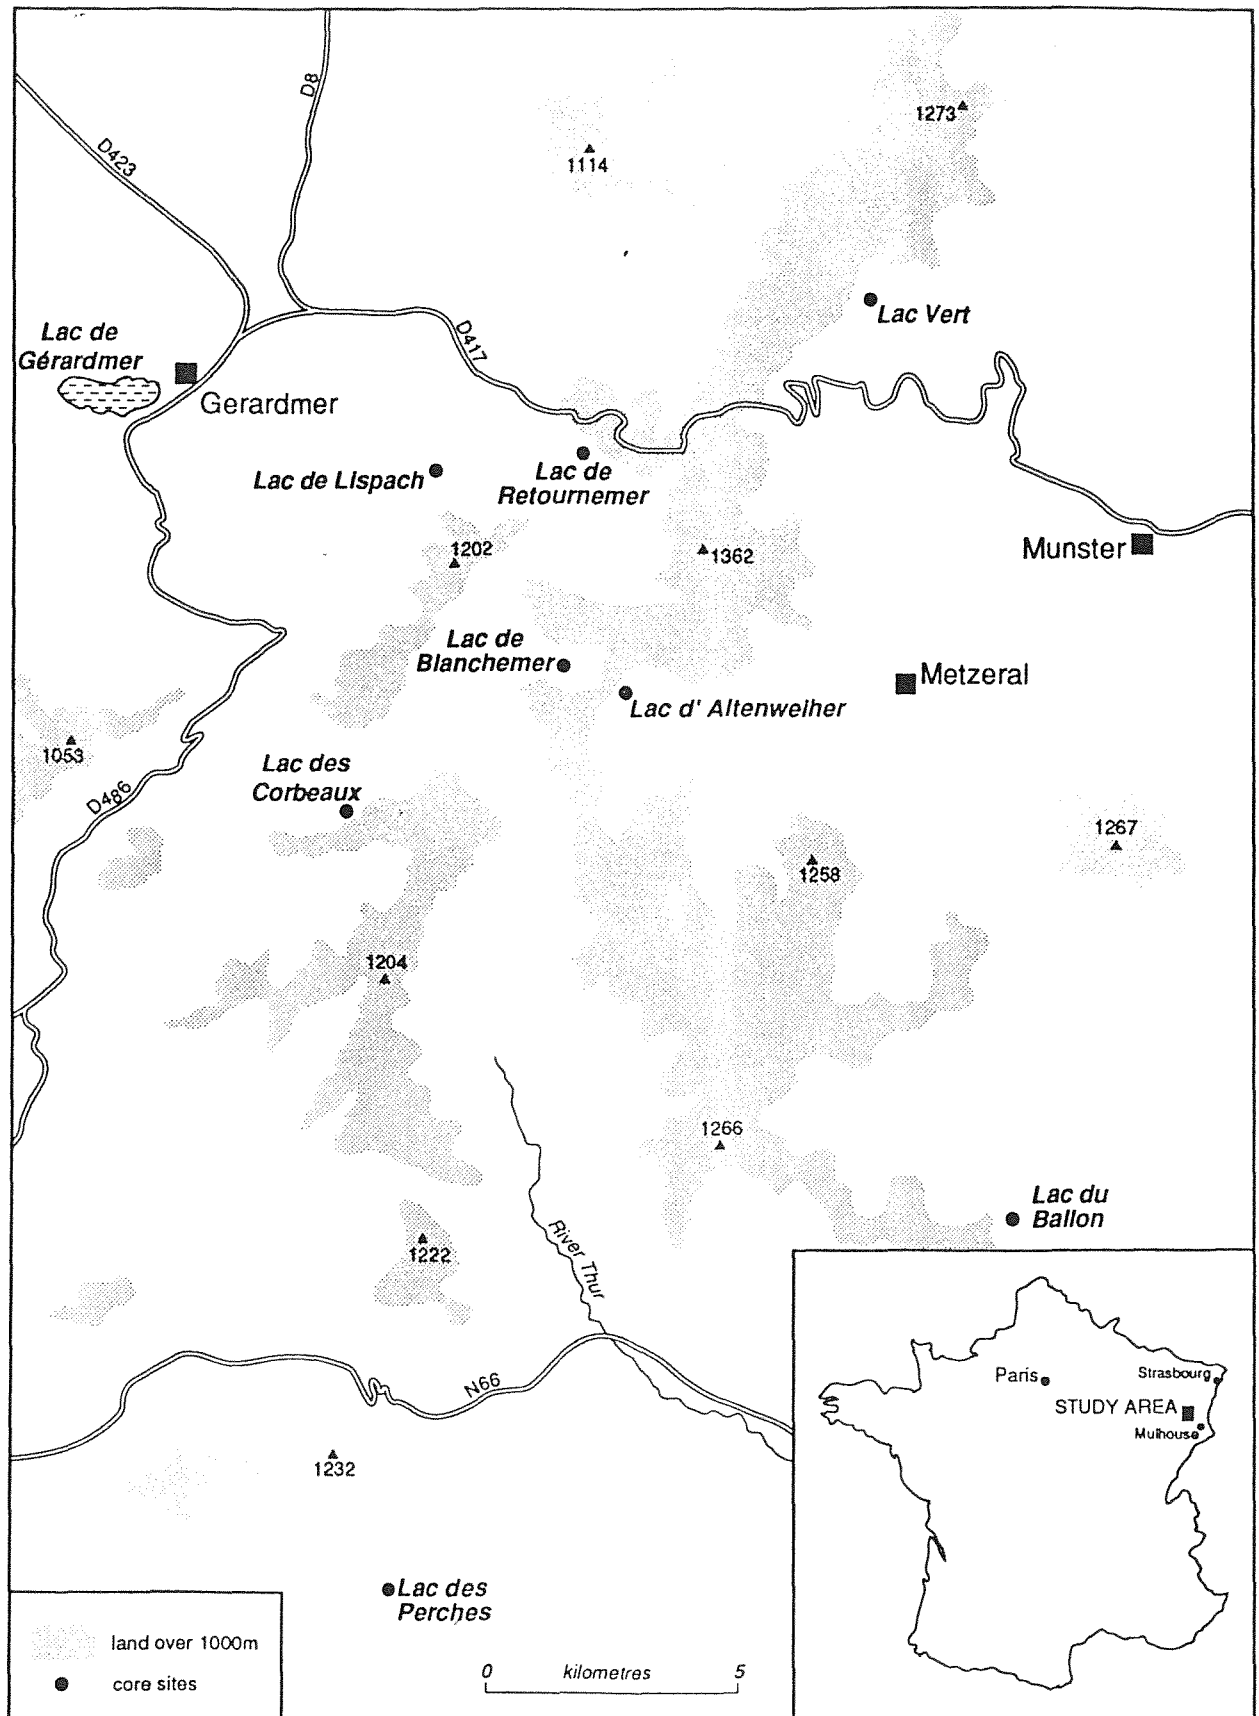 D8
D423
1273
1114
Lac Vert
Lac de
Gérardmer
D417
Gerardmer
Lac de Lispach
Lac de
Retournemer
1202
1362
Munster
Lac de
Blanchemer
Metzeral
Lac d' Altenweiher
1053
Lac des
Corbeaux
D486
1267
1258
1204
1266
Lac du
Ballon
River Thur
1222
N66
Paris
Strasbourg
STUDY AREA
Mulhouse
1232
Lac des
Perches
land over 1000m
core sites
0 kilometres 5